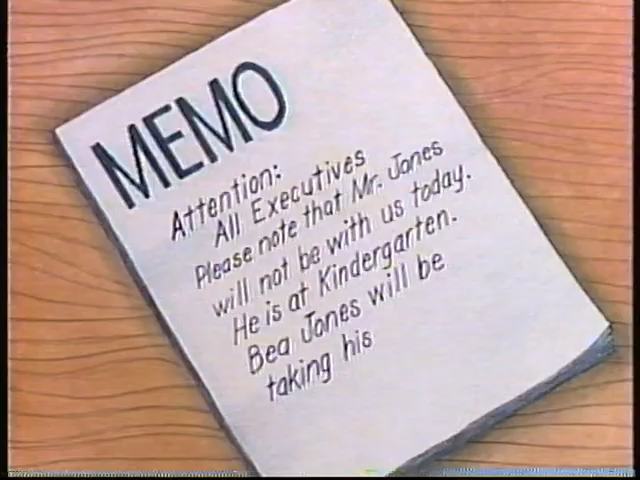 MEMO
Attention:
All Executives
Please note that Mr. Jones
will not be with us today.
He is at Kindergarten.
Bea Jones will be
taking his